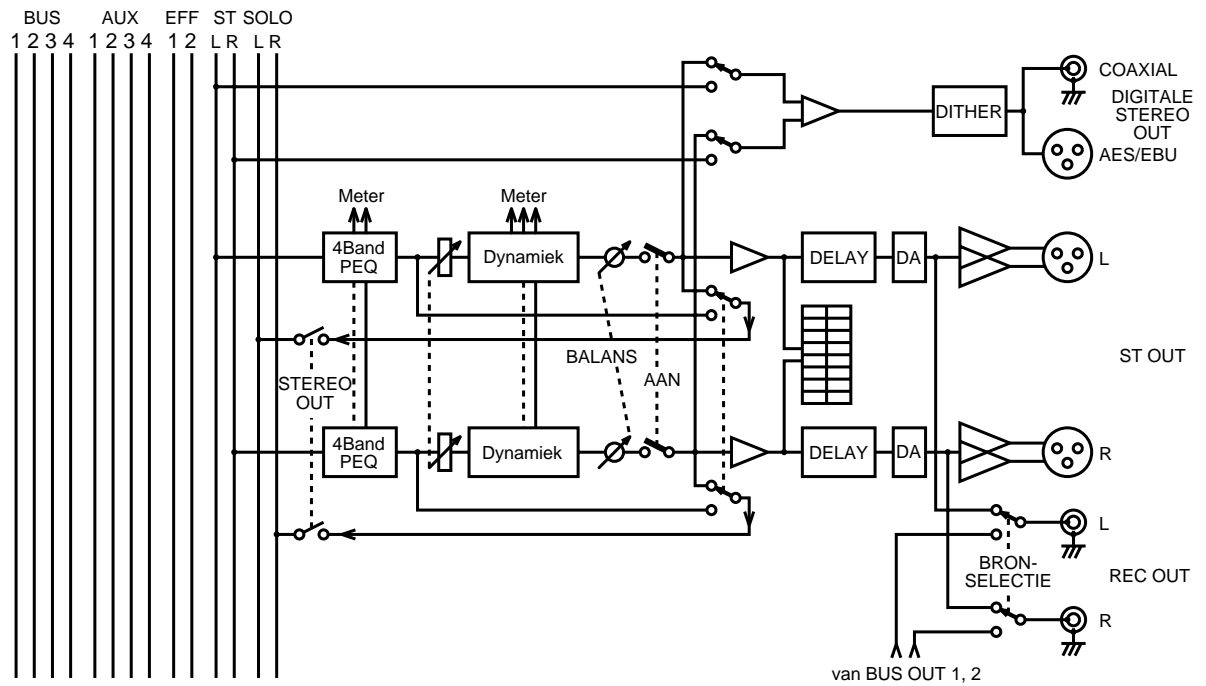 BUS AUX EFF ST SOLO
1 2 3 4 1 2 3 4 1 2 L R L R
COAXIAL
DIGITALE
STEREO
OUT
AES/EBU
DITHER
Meter Meter
4Band
PEQ
Dynamiek
DELAY
DA
L
STEREO
OUT
BALANS
AAN
ST OUT
4Band
PEQ
Dynamiek
DELAY
DA
R
L
BRON-
SELECTIE
REC OUT
R
van BUS OUT 1, 2